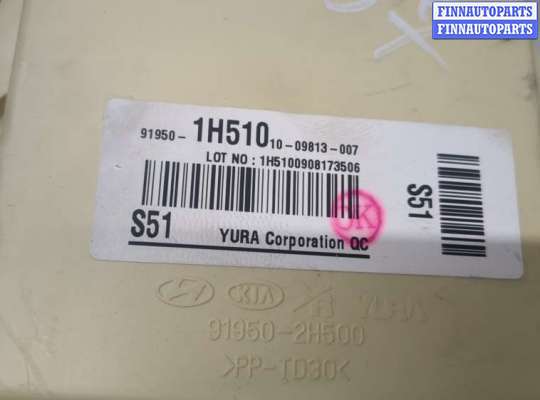 FINNAUTOPARTS
FINNAUTOPARTS
91950- 1H510 10-09813-007
LOT NO : 1H5100908173506
S51
S51
YURA Corporation QC
OK
KIA YURA
91950-2H500
>PP-TD30<